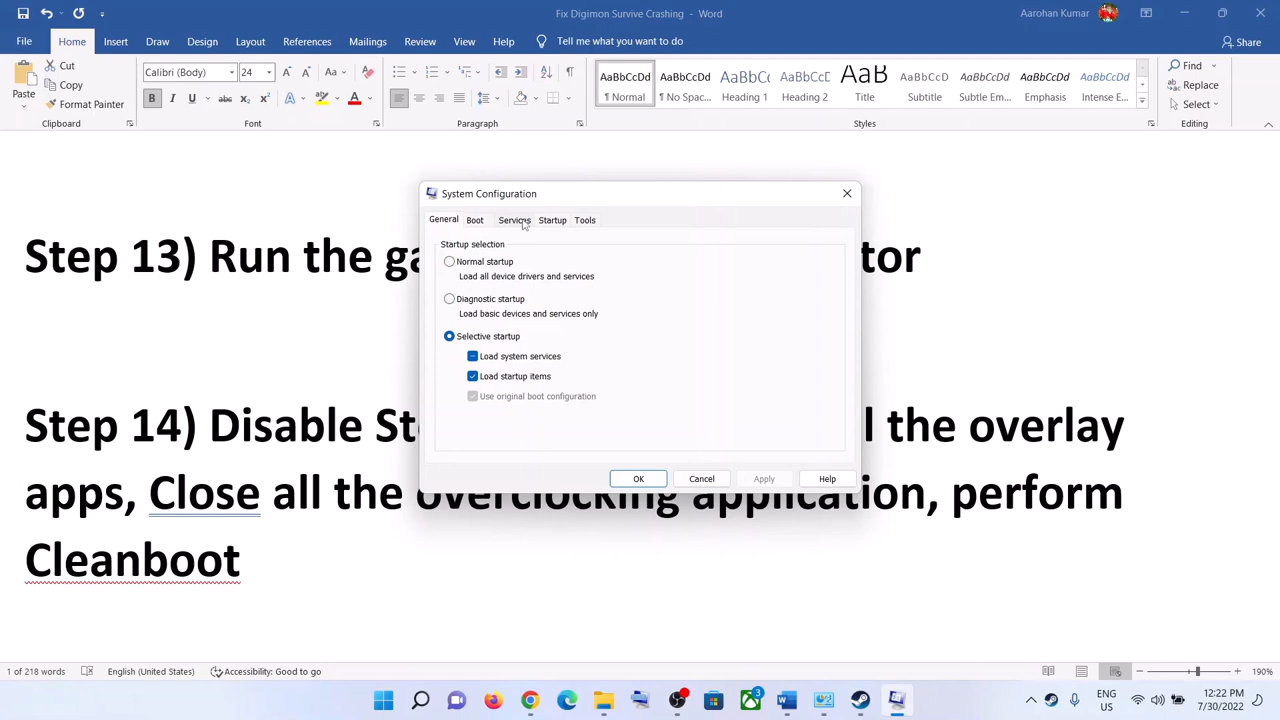 Fix Digimon Survive Crashing - Word
Aarohan Kumar
File Home Insert Draw Design Layout References Mailings Review View Help Tell me what you want to do Share
Paste
Cut
Copy
Format Painter
Clipboard
Calibri (Body) 24
Font
Paragraph
AaBbCcDd AaBbCcDd AaBbCc AaBbCcC AaB AaBbCcD AaBbCcDd AaBbCcDd AaBbCcDd
¶ Normal ¶ No Spac... Heading 1 Heading 2 Title Subtitle Subtle Em... Emphasis Intense E...
Styles
Find
Replace
Select
Editing
System Configuration
General Boot Services Startup Tools
Startup selection
Normal startup
Load all device drivers and services
Diagnostic startup
Load basic devices and services only
Selective startup
Load system services
Load startup items
Use original boot configuration
OK Cancel Apply Help
Step 13) Run the ga tor
Step 14) Disable Ste l the overlay
apps, Close all the overclocking application, perform
Cleanboot
1 of 218 words English (United States) Accessibility: Good to go 190%
3
ENG
US
12:22 PM
7/30/2022